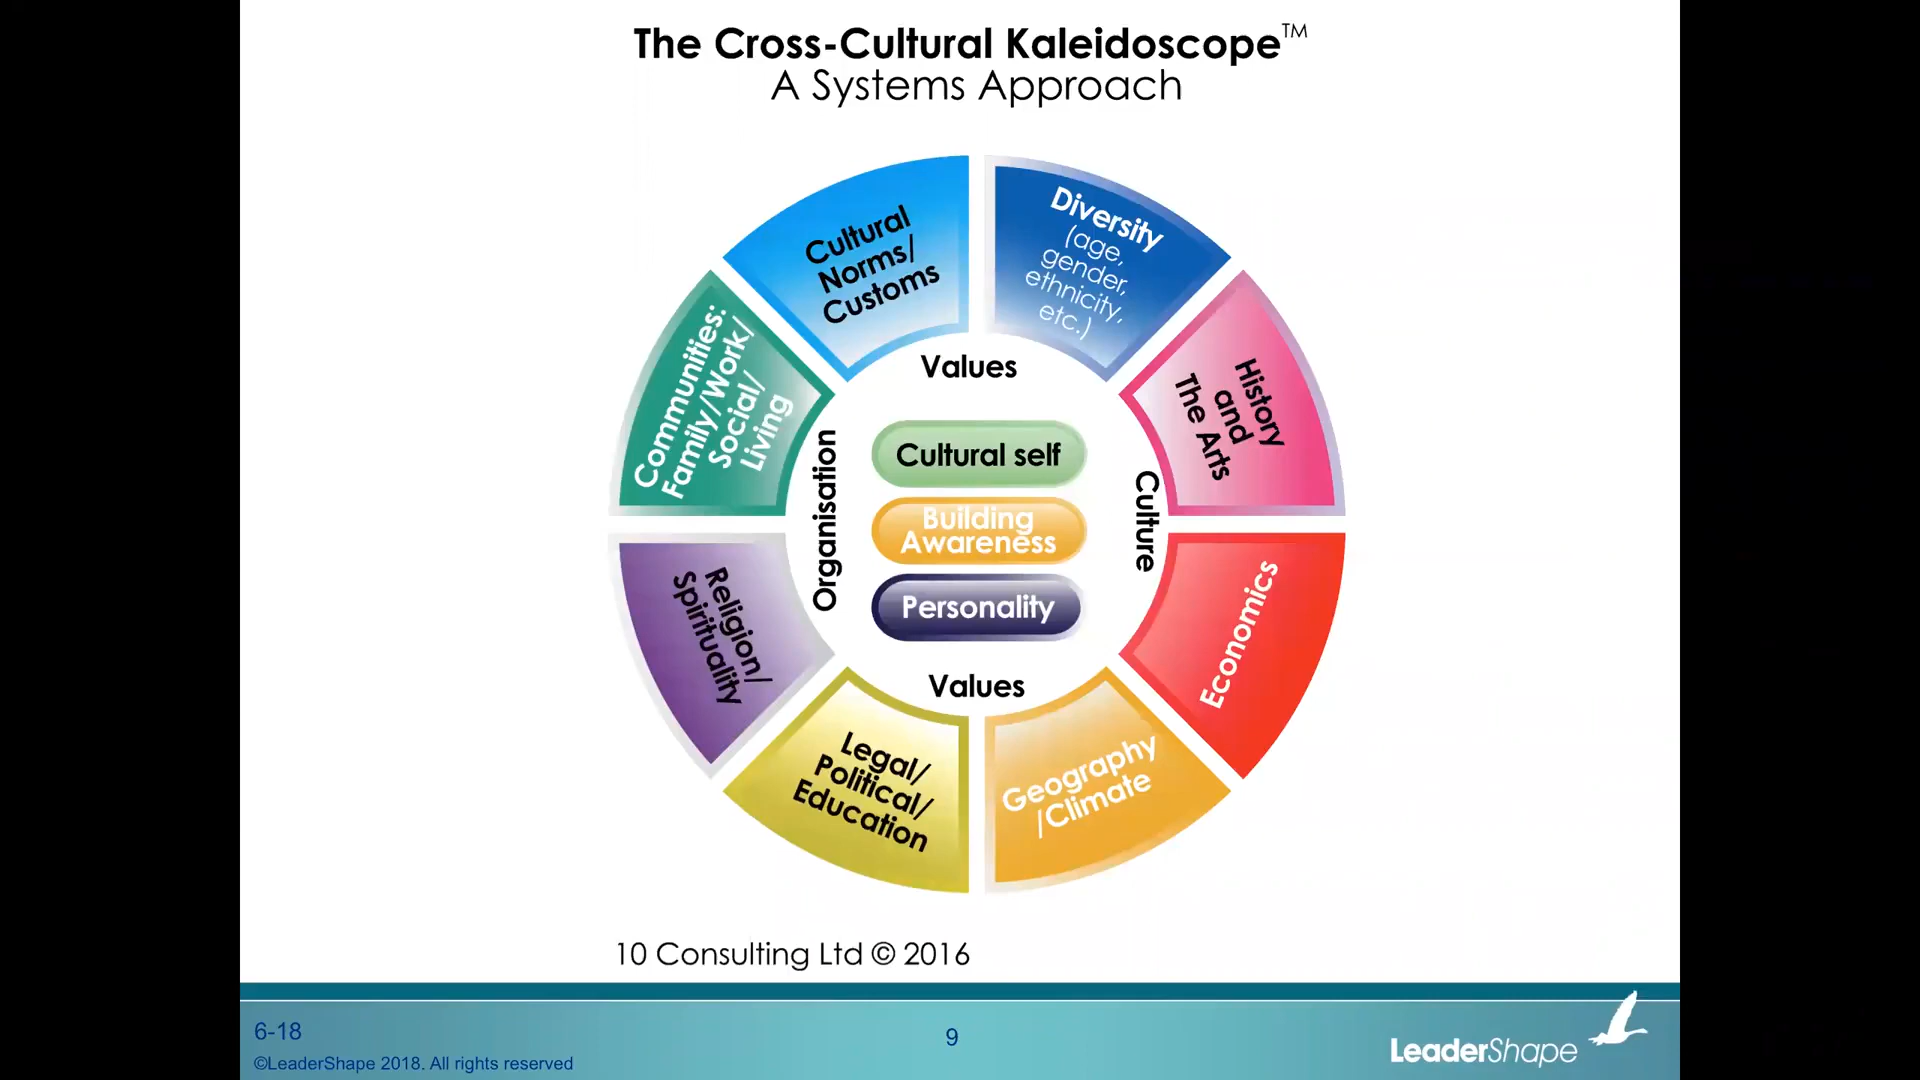 The Cross-Cultural Kaleidoscope™
A Systems Approach
Cultural
Norms/
Customs
Diversity
(age,
gender,
ethnicity,
etc.)
History
and
The Arts
Economics
Geography
/Climate
Legal/
Political/
Education
Religion/
Spirituality
Communities:
Family/Work/
Social/
Living
Values
Organisation
Culture
Values
Cultural self
Building
Awareness
Personality
10 Consulting Ltd © 2016
6-18
9
©LeaderShape 2018. All rights reserved
LeaderShape